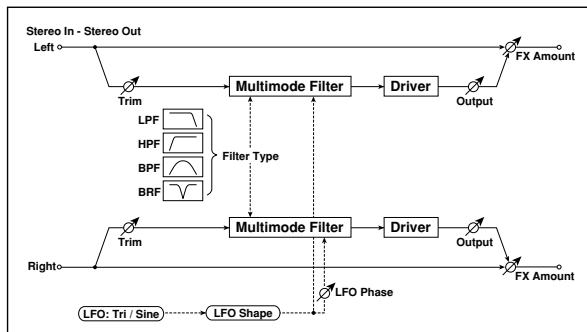 Stereo In - Stereo Out
Left
FX Amount
Trim
Multimode Filter
Driver
Output
LPF
HPF
BPF
BRF
Filter Type
Trim
Multimode Filter
Driver
Output
Right
FX Amount
LFO Phase
LFO: Tri / Sine
LFO Shape